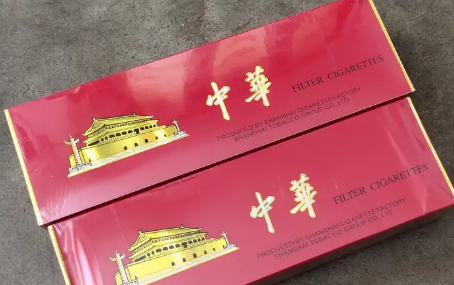 中華
FILTER CIGARETTES
PRODUCED BY SHANGHAI CIGARETTE FACTORY
SHANGHAI TOBACCO GROUP CO., LTD.
中華
FILTER CIGARETTES
PRODUCED BY SHANGHAI CIGARETTE FACTORY
SHANGHAI TOBACCO GROUP CO., LTD.